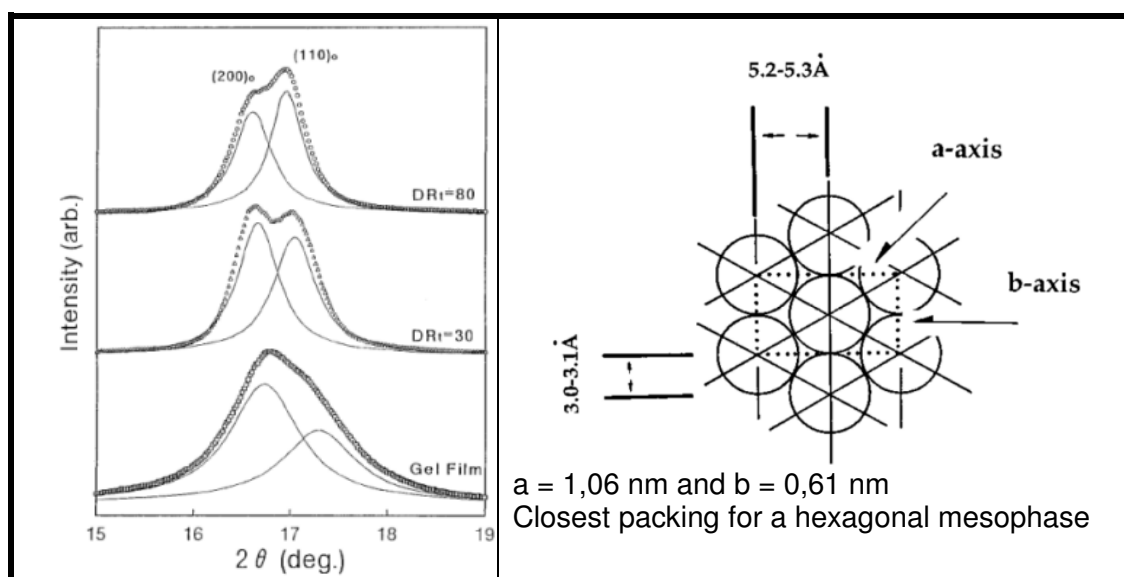 (110)o
(200)o
DRt=80
DRt=30
Gel Film
Intensity (arb.)
15 16 17 18 19
2 θ (deg.)
5.2-5.3Å
a-axis
b-axis
3.0-3.1Å
a = 1,06 nm and b = 0,61 nm
Closest packing for a hexagonal mesophase